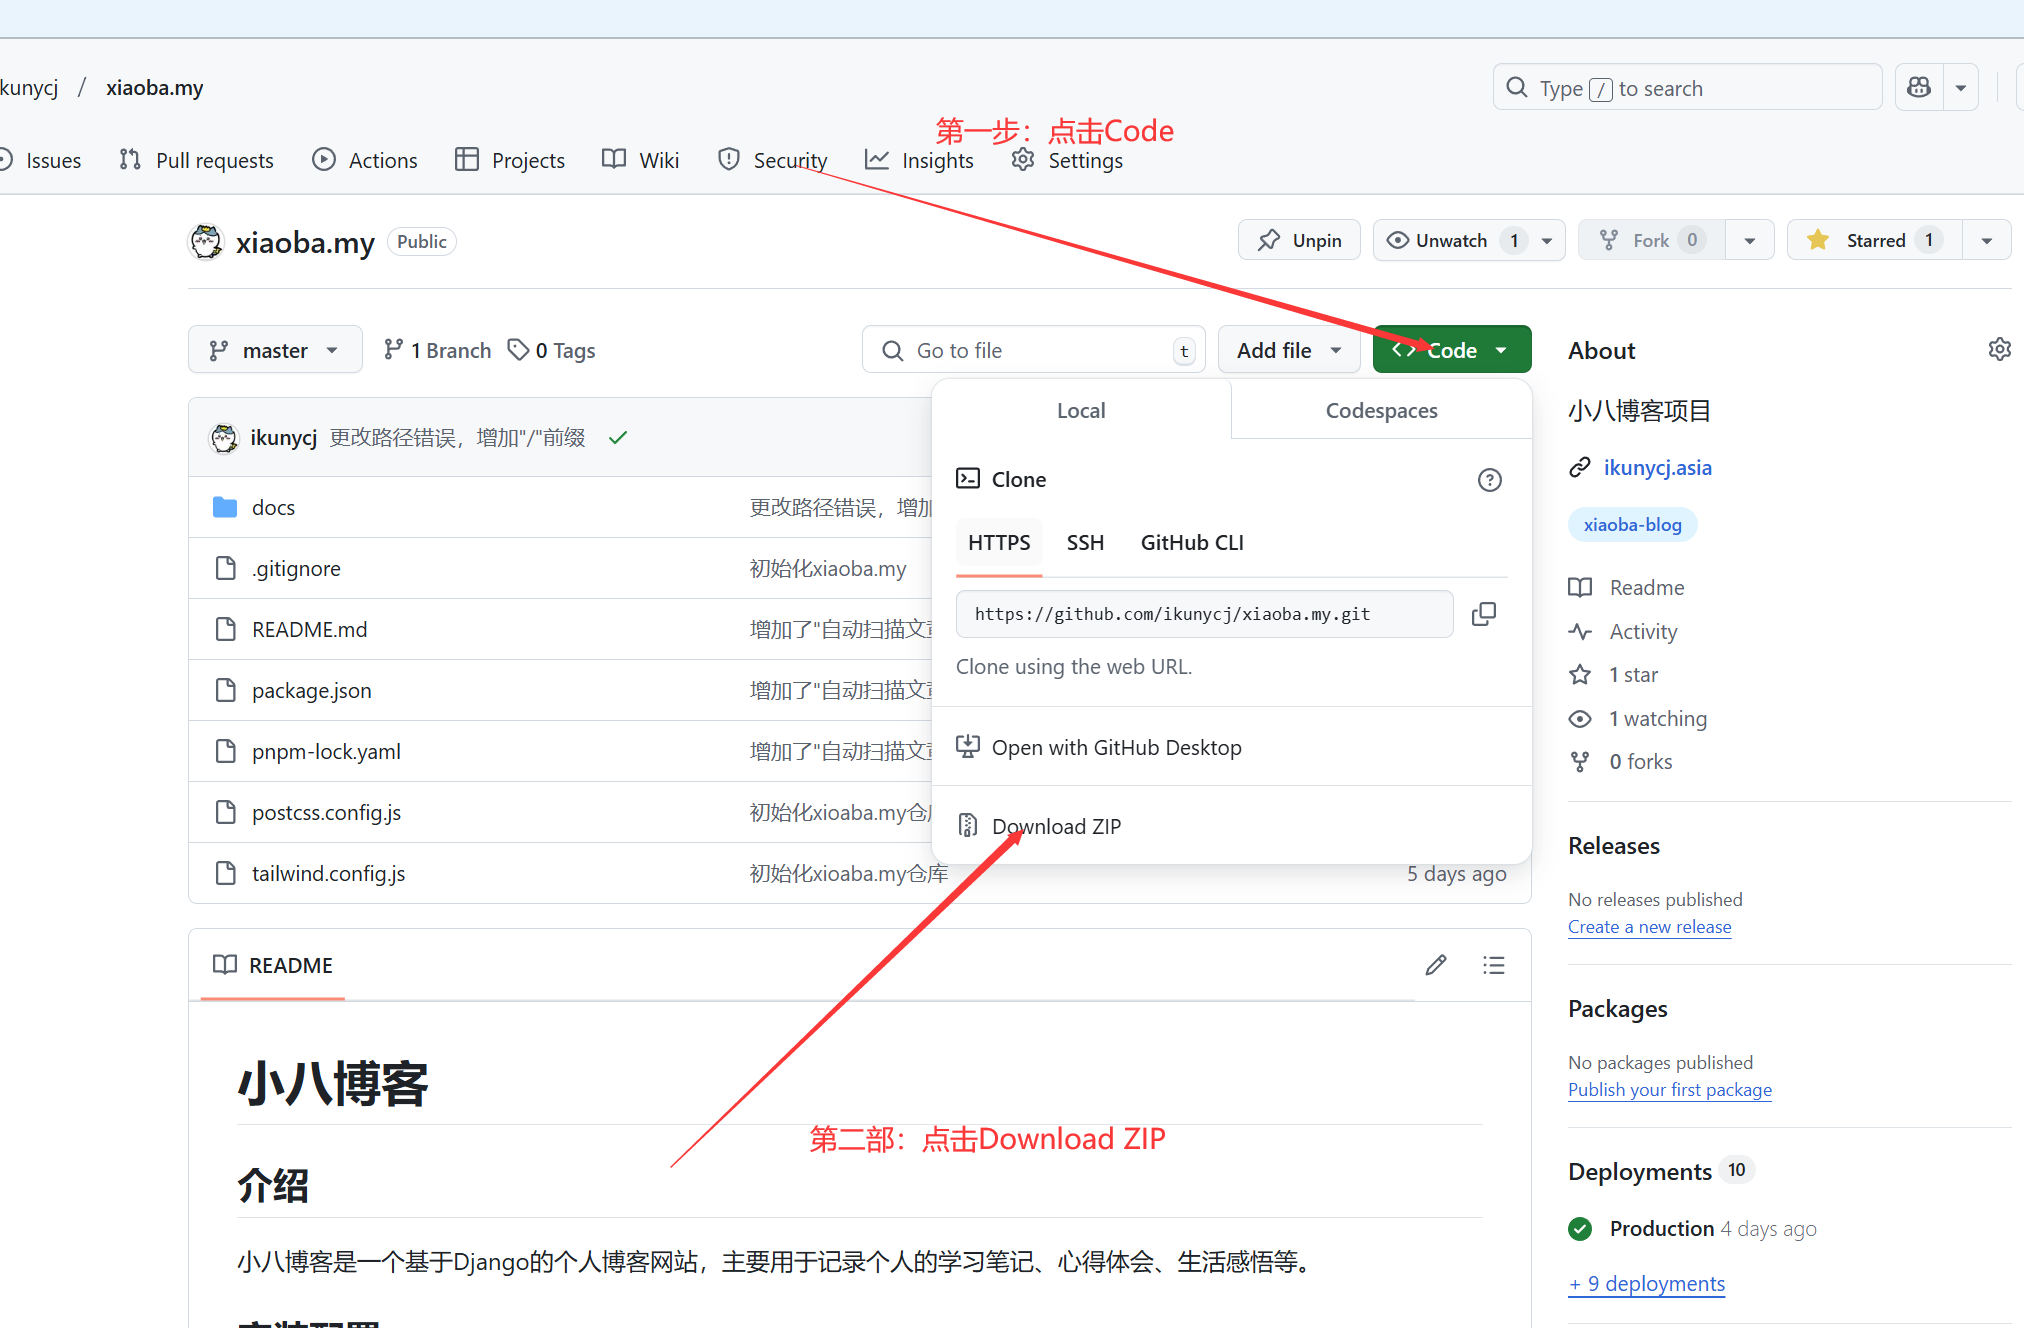 kunycj / xiaoba.my
Type / to search
第一步：点击Code
Issues Pull requests Actions Projects Wiki Security Insights Settings
xiaoba.my Public
Unpin Unwatch 1 Fork 0 Starred 1
master 1 Branch 0 Tags
Go to file t Add file Code
About
小八博客项目
ikunycj.asia
xiaoba-blog
Readme
Activity
1 star
1 watching
0 forks
Local Codespaces
Clone
HTTPS SSH GitHub CLI
https://github.com/ikunycj/xiaoba.my.git
Clone using the web URL.
Open with GitHub Desktop
Download ZIP
ikunycj 更改路径错误，增加"/"前缀
docs 更改路径错误，增加
.gitignore 初始化xiaoba.my
README.md 增加了"自动扫描文
package.json 增加了"自动扫描文
pnpm-lock.yaml 增加了"自动扫描文
postcss.config.js 初始化xioaba.my仓
tailwind.config.js 初始化xioaba.my仓库 5 days ago
Releases
No releases published
Create a new release
README
Packages
No packages published
Publish your first package
小八博客
第二部：点击Download ZIP
介绍
小八博客是一个基于Django的个人博客网站，主要用于记录个人的学习笔记、心得体会、生活感悟等。
Deployments 10
Production 4 days ago
+ 9 deployments